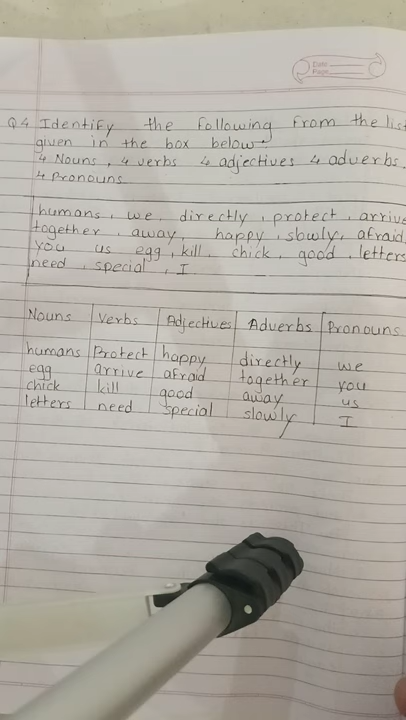 Date
Page
Q4 Identify the following from the list
given in the box below
4 Nouns, 4 verbs 4 adjectives 4 adverbs.
4 Pronouns
humans, we, directly, protect, arrive
together, away, happy, slowly, afraid,
you us egg, kill, chick, good, letters
need, special, I
Nouns Verbs Adjectives Adverbs Pronouns
humans Protect happy directly we
egg arrive afraid together you
chick kill good away us
letters need special slowly I